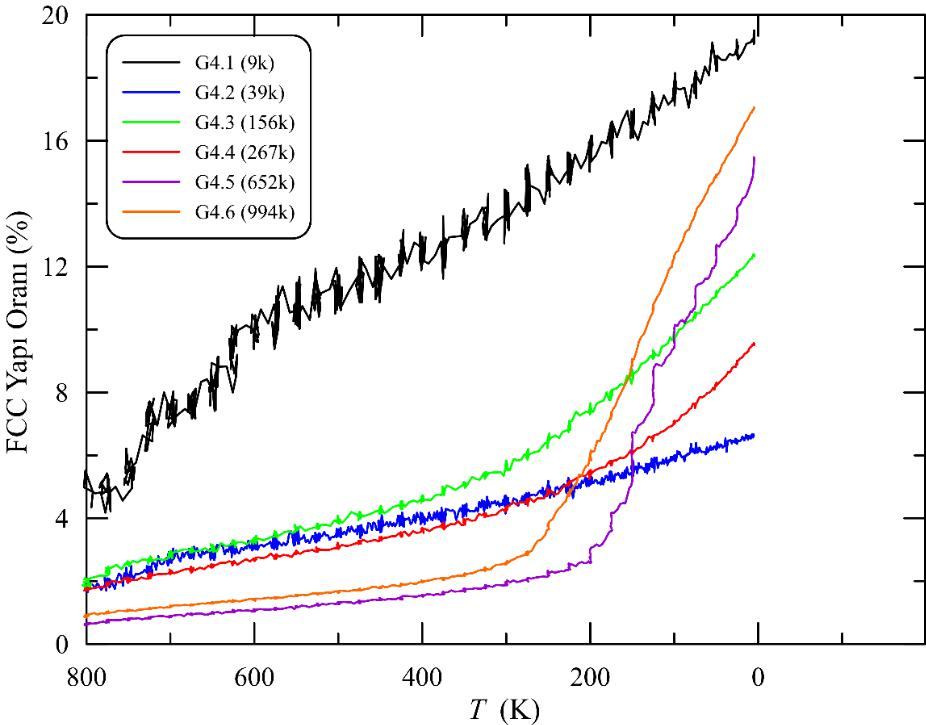 20
16
12
8
4
0
FCC Yapı Oranı (%)
G4.1 (9k)
G4.2 (39k)
G4.3 (156k)
G4.4 (267k)
G4.5 (652k)
G4.6 (994k)
800 600 400 200 0
T (K)